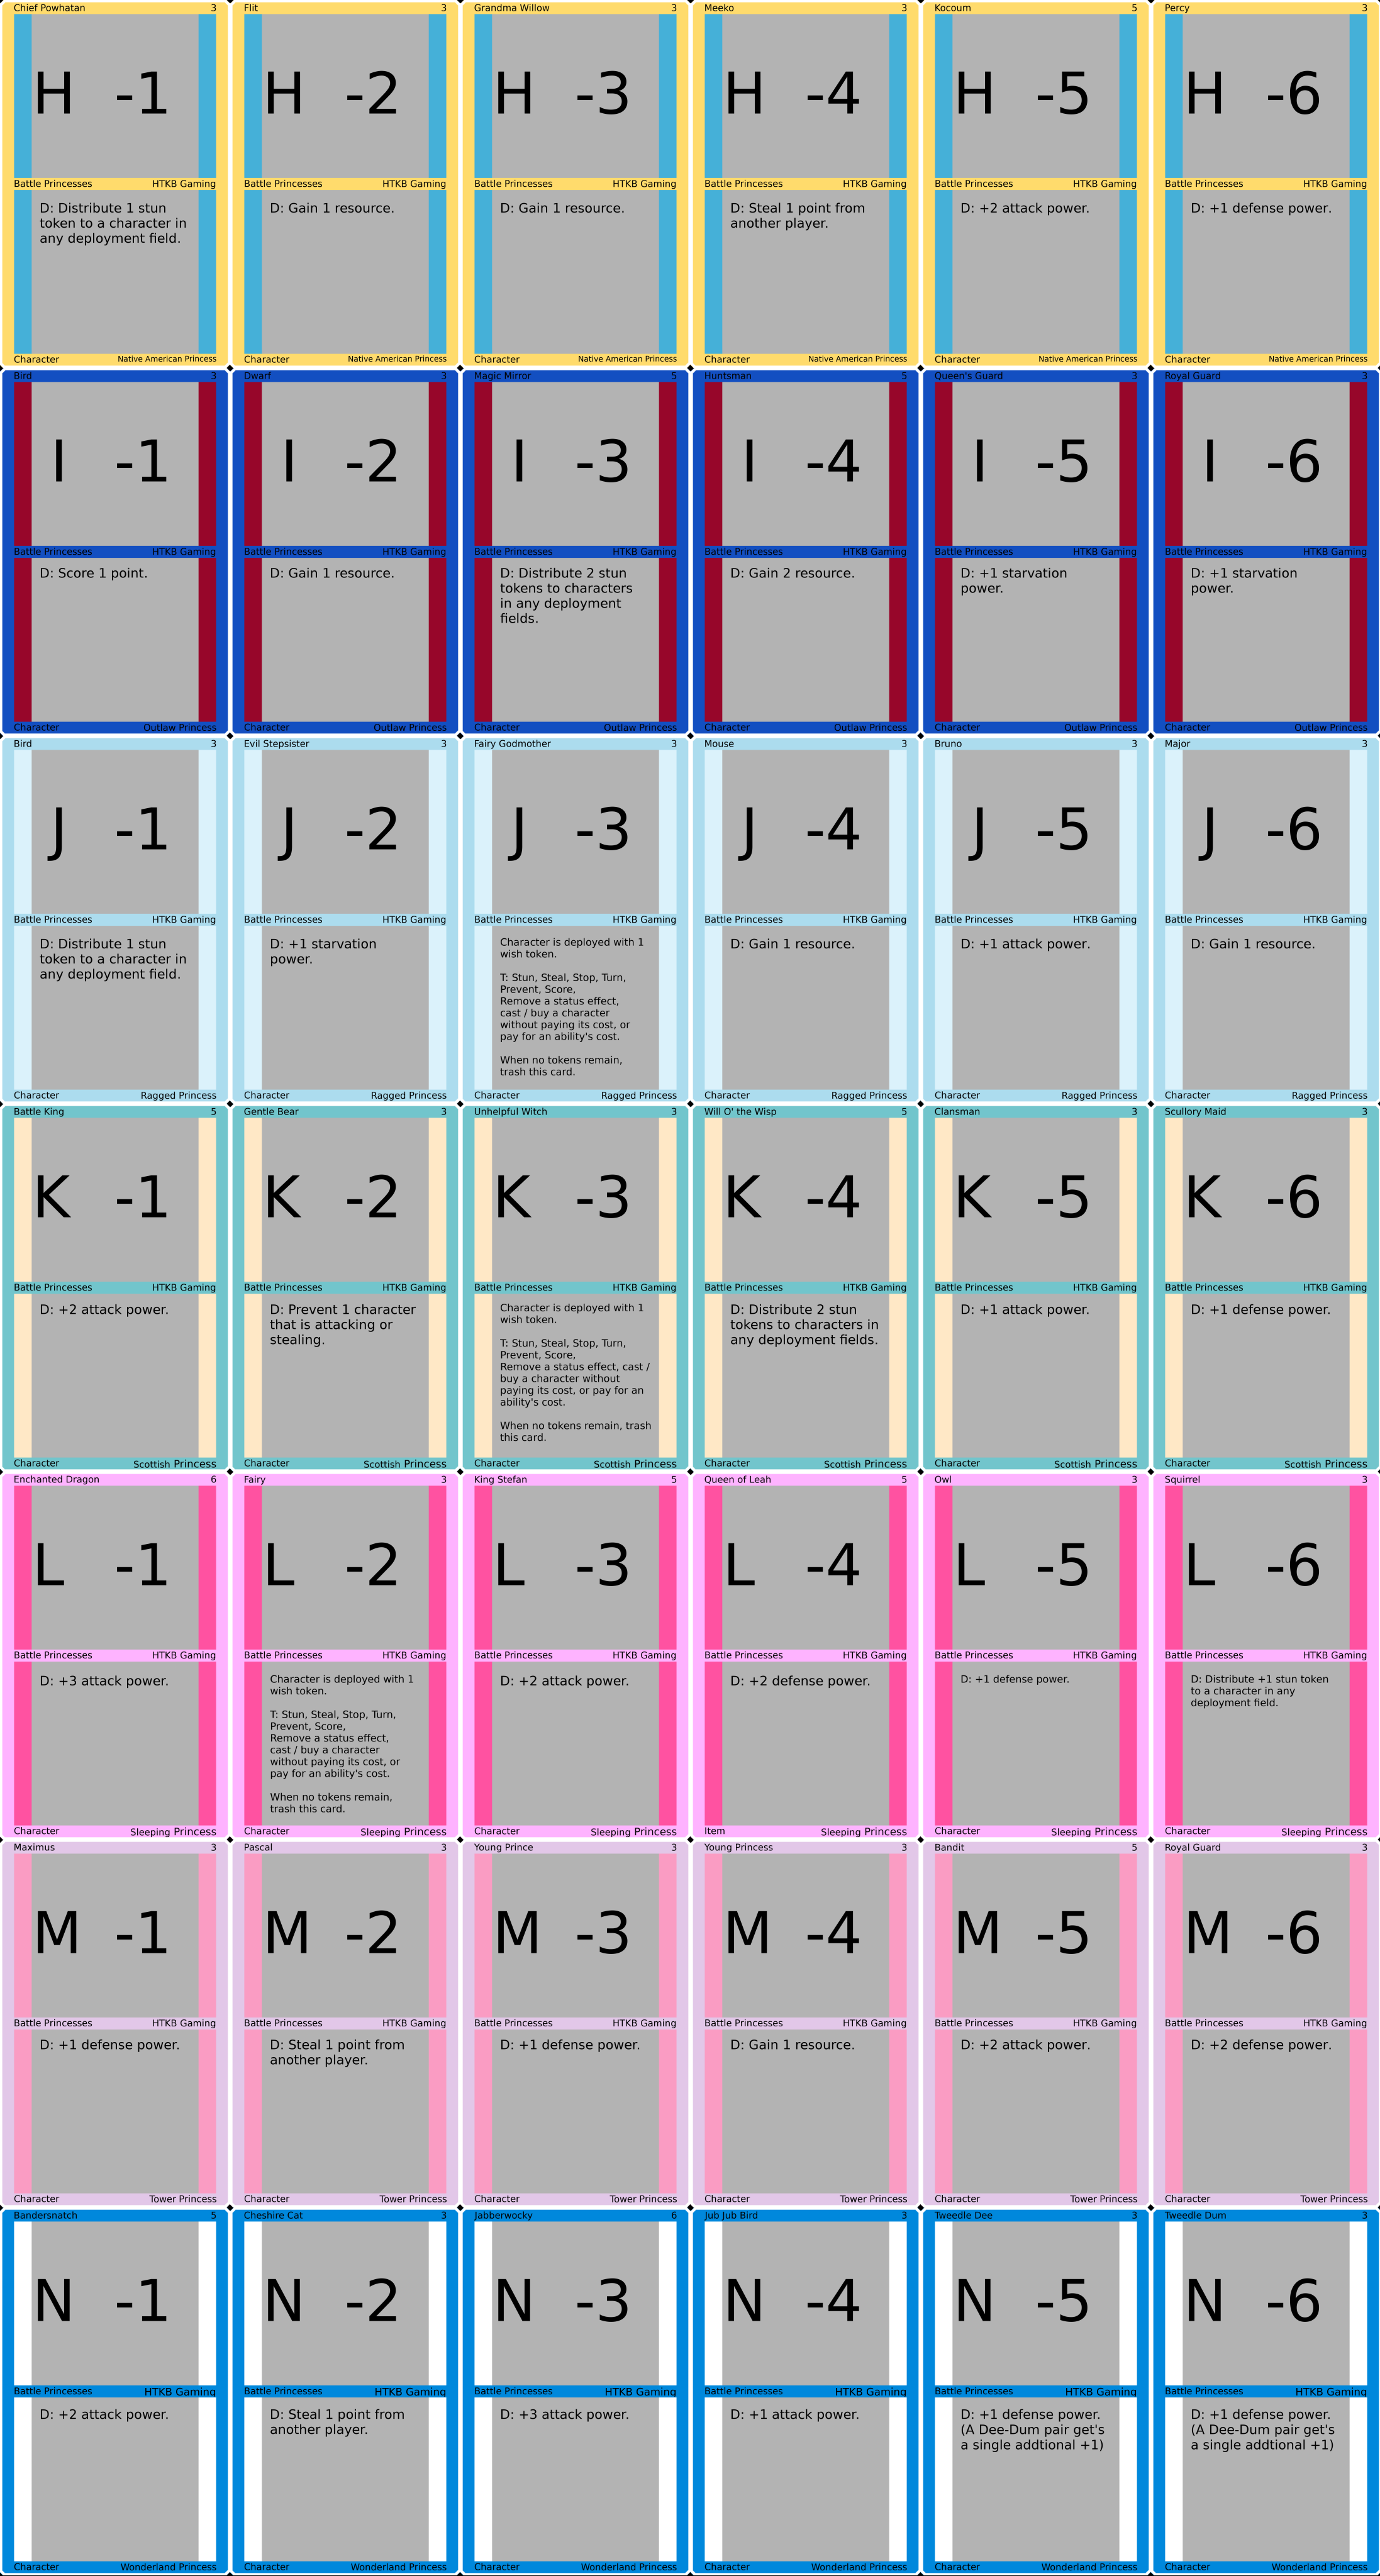 Chief Powhatan 3
H -1
Battle Princesses HTKB Gaming
D: Distribute 1 stun
token to a character in
any deployment field.
Character Native American Princess
Flit 3
H -2
Battle Princesses HTKB Gaming
D: Gain 1 resource.
Character Native American Princess
Grandma Willow 3
H -3
Battle Princesses HTKB Gaming
D: Gain 1 resource.
Character Native American Princess
Meeko 3
H -4
Battle Princesses HTKB Gaming
D: Steal 1 point from
another player.
Character Native American Princess
Kocoum 5
H -5
Battle Princesses HTKB Gaming
D: +2 attack power.
Character Native American Princess
Percy 3
H -6
Battle Princesses HTKB Gaming
D: +1 defense power.
Character Native American Princess
Bird 3
I -1
Battle Princesses HTKB Gaming
D: Score 1 point.
Character Outlaw Princess
Dwarf 3
I -2
Battle Princesses HTKB Gaming
D: Gain 1 resource.
Character Outlaw Princess
Magic Mirror 5
I -3
Battle Princesses HTKB Gaming
D: Distribute 2 stun
tokens to characters
in any deployment
fields.
Character Outlaw Princess
Huntsman 5
I -4
Battle Princesses HTKB Gaming
D: Gain 2 resource.
Character Outlaw Princess
Queen's Guard 3
I -5
Battle Princesses HTKB Gaming
D: +1 starvation
power.
Character Outlaw Princess
Royal Guard 3
I -6
Battle Princesses HTKB Gaming
D: +1 starvation
power.
Character Outlaw Princess
Bird 3
J -1
Battle Princesses HTKB Gaming
D: Distribute 1 stun
token to a character in
any deployment field.
Character Ragged Princess
Evil Stepsister 3
J -2
Battle Princesses HTKB Gaming
D: +1 starvation
power.
Character Ragged Princess
Fairy Godmother 3
J -3
Battle Princesses HTKB Gaming
Character is deployed with 1
wish token.
T: Stun, Steal, Stop, Turn,
Prevent, Score,
Remove a status effect,
cast / buy a character
without paying its cost, or
pay for an ability's cost.
When no tokens remain,
trash this card.
Character Ragged Princess
Mouse 3
J -4
Battle Princesses HTKB Gaming
D: Gain 1 resource.
Character Ragged Princess
Bruno 3
J -5
Battle Princesses HTKB Gaming
D: +1 attack power.
Character Ragged Princess
Major 3
J -6
Battle Princesses HTKB Gaming
D: Gain 1 resource.
Character Ragged Princess
Battle King 5
K -1
Battle Princesses HTKB Gaming
D: +2 attack power.
Character Scottish Princess
Gentle Bear 3
K -2
Battle Princesses HTKB Gaming
D: Prevent 1 character
that is attacking or
stealing.
Character Scottish Princess
Unhelpful Witch 3
K -3
Battle Princesses HTKB Gaming
Character is deployed with 1
wish token.
T: Stun, Steal, Stop, Turn,
Prevent, Score,
Remove a status effect, cast /
buy a character without
paying its cost, or pay for an
ability's cost.
When no tokens remain, trash
this card.
Character Scottish Princess
Will O' the Wisp 5
K -4
Battle Princesses HTKB Gaming
D: Distribute 2 stun
tokens to characters in
any deployment fields.
Character Scottish Princess
Clansman 3
K -5
Battle Princesses HTKB Gaming
D: +1 attack power.
Character Scottish Princess
Scullory Maid 3
K -6
Battle Princesses HTKB Gaming
D: +1 defense power.
Character Scottish Princess
Enchanted Dragon 6
L -1
Battle Princesses HTKB Gaming
D: +3 attack power.
Character Sleeping Princess
Fairy 3
L -2
Battle Princesses HTKB Gaming
Character is deployed with 1
wish token.
T: Stun, Steal, Stop, Turn,
Prevent, Score,
Remove a status effect,
cast / buy a character
without paying its cost, or
pay for an ability's cost.
When no tokens remain,
trash this card.
Character Sleeping Princess
King Stefan 5
L -3
Battle Princesses HTKB Gaming
D: +2 attack power.
Character Sleeping Princess
Queen of Leah 5
L -4
Battle Princesses HTKB Gaming
D: +2 defense power.
Item Sleeping Princess
Owl 3
L -5
Battle Princesses HTKB Gaming
D: +1 defense power.
Character Sleeping Princess
Squirrel 3
L -6
Battle Princesses HTKB Gaming
D: Distribute +1 stun token
to a character in any
deployment field.
Character Sleeping Princess
Maximus 3
M -1
Battle Princesses HTKB Gaming
D: +1 defense power.
Character Tower Princess
Pascal 3
M -2
Battle Princesses HTKB Gaming
D: Steal 1 point from
another player.
Character Tower Princess
Young Prince 3
M -3
Battle Princesses HTKB Gaming
D: +1 defense power.
Character Tower Princess
Young Princess 3
M -4
Battle Princesses HTKB Gaming
D: Gain 1 resource.
Character Tower Princess
Bandit 5
M -5
Battle Princesses HTKB Gaming
D: +2 attack power.
Character Tower Princess
Royal Guard 3
M -6
Battle Princesses HTKB Gaming
D: +2 defense power.
Character Tower Princess
Bandersnatch 5
N -1
Battle Princesses HTKB Gaming
D: +2 attack power.
Character Wonderland Princess
Cheshire Cat 3
N -2
Battle Princesses HTKB Gaming
D: Steal 1 point from
another player.
Character Wonderland Princess
Jabberwocky 6
N -3
Battle Princesses HTKB Gaming
D: +3 attack power.
Character Wonderland Princess
Jub Jub Bird 3
N -4
Battle Princesses HTKB Gaming
D: +1 attack power.
Character Wonderland Princess
Tweedle Dee 3
N -5
Battle Princesses HTKB Gaming
D: +1 defense power.
(A Dee-Dum pair get's
a single addtional +1)
Character Wonderland Princess
Tweedle Dum 3
N -6
Battle Princesses HTKB Gaming
D: +1 defense power.
(A Dee-Dum pair get's
a single addtional +1)
Character Wonderland Princess